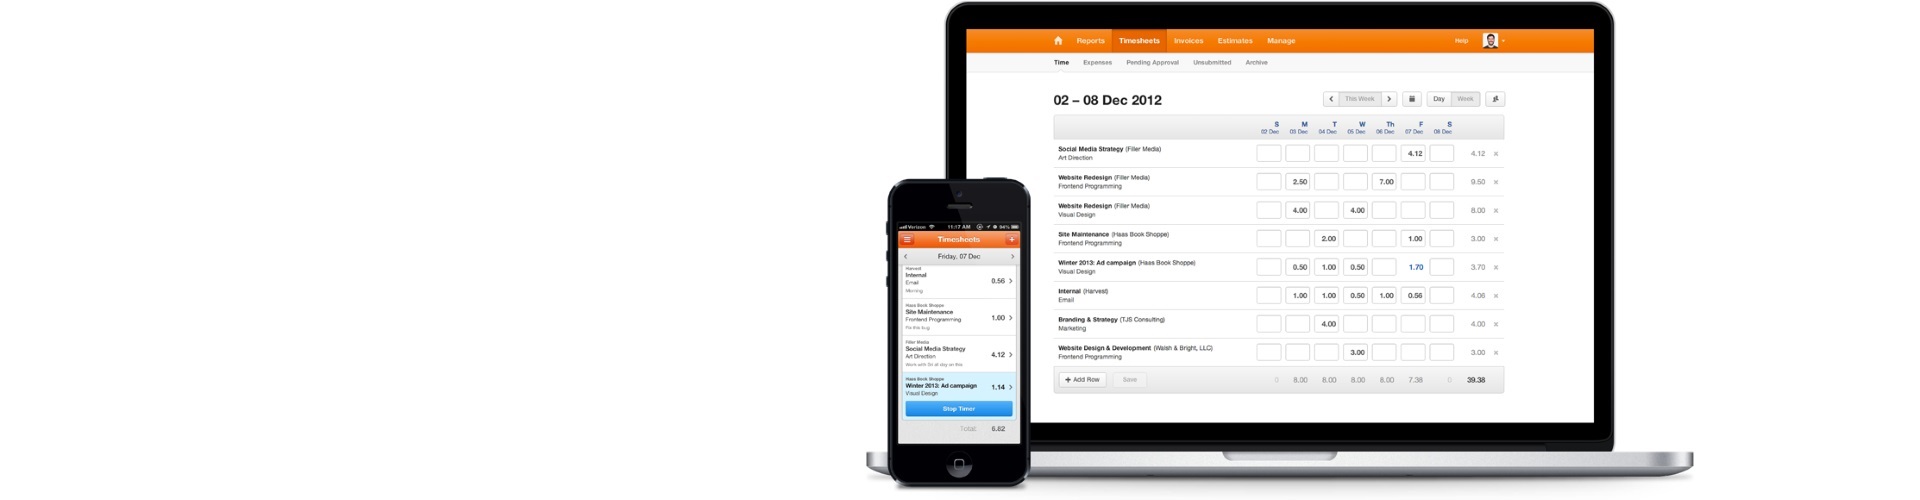 Reports Timesheets Invoices Estimates Manage Help
Time Expenses Pending Approval Unsubmitted Archive
02 – 08 Dec 2012 This Week Day Week
S M T W Th F S
02 Dec 03 Dec 04 Dec 05 Dec 06 Dec 07 Dec 08 Dec
Social Media Strategy (Filler Media)
Art Direction
4.12 4.12 ×
Website Redesign (Filler Media)
Frontend Programming
2.50 7.00 9.50 ×
Website Redesign (Filler Media)
Visual Design
4.00 4.00 8.00 ×
Site Maintenance (Haas Book Shoppe)
Frontend Programming
2.00 1.00 3.00 ×
Winter 2013: Ad campaign (Haas Book Shoppe)
Visual Design
0.50 1.00 0.50 1.70 3.70 ×
Internal (Harvest)
Email
1.00 1.00 0.50 1.00 0.56 4.06 ×
Branding & Strategy (TJS Consulting)
Marketing
4.00 4.00 ×
Website Design & Development (Walsh & Bright, LLC)
Frontend Programming
3.00 3.00 ×
+ Add Row Save 0 8.00 8.00 8.00 8.00 7.38 0 39.38
Verizon 11:17 AM 94%
Timesheets
Friday, 07 Dec
Harvest
Internal
Email
Morning
0.56
Haas Book Shoppe
Site Maintenance
Frontend Programming
Fix the bug
1.00
Filler Media
Social Media Strategy
Art Direction
4.12
Haas Book Shoppe
Winter 2013: Ad campaign
Visual Design
1.14
Stop Timer
Total: 6.82